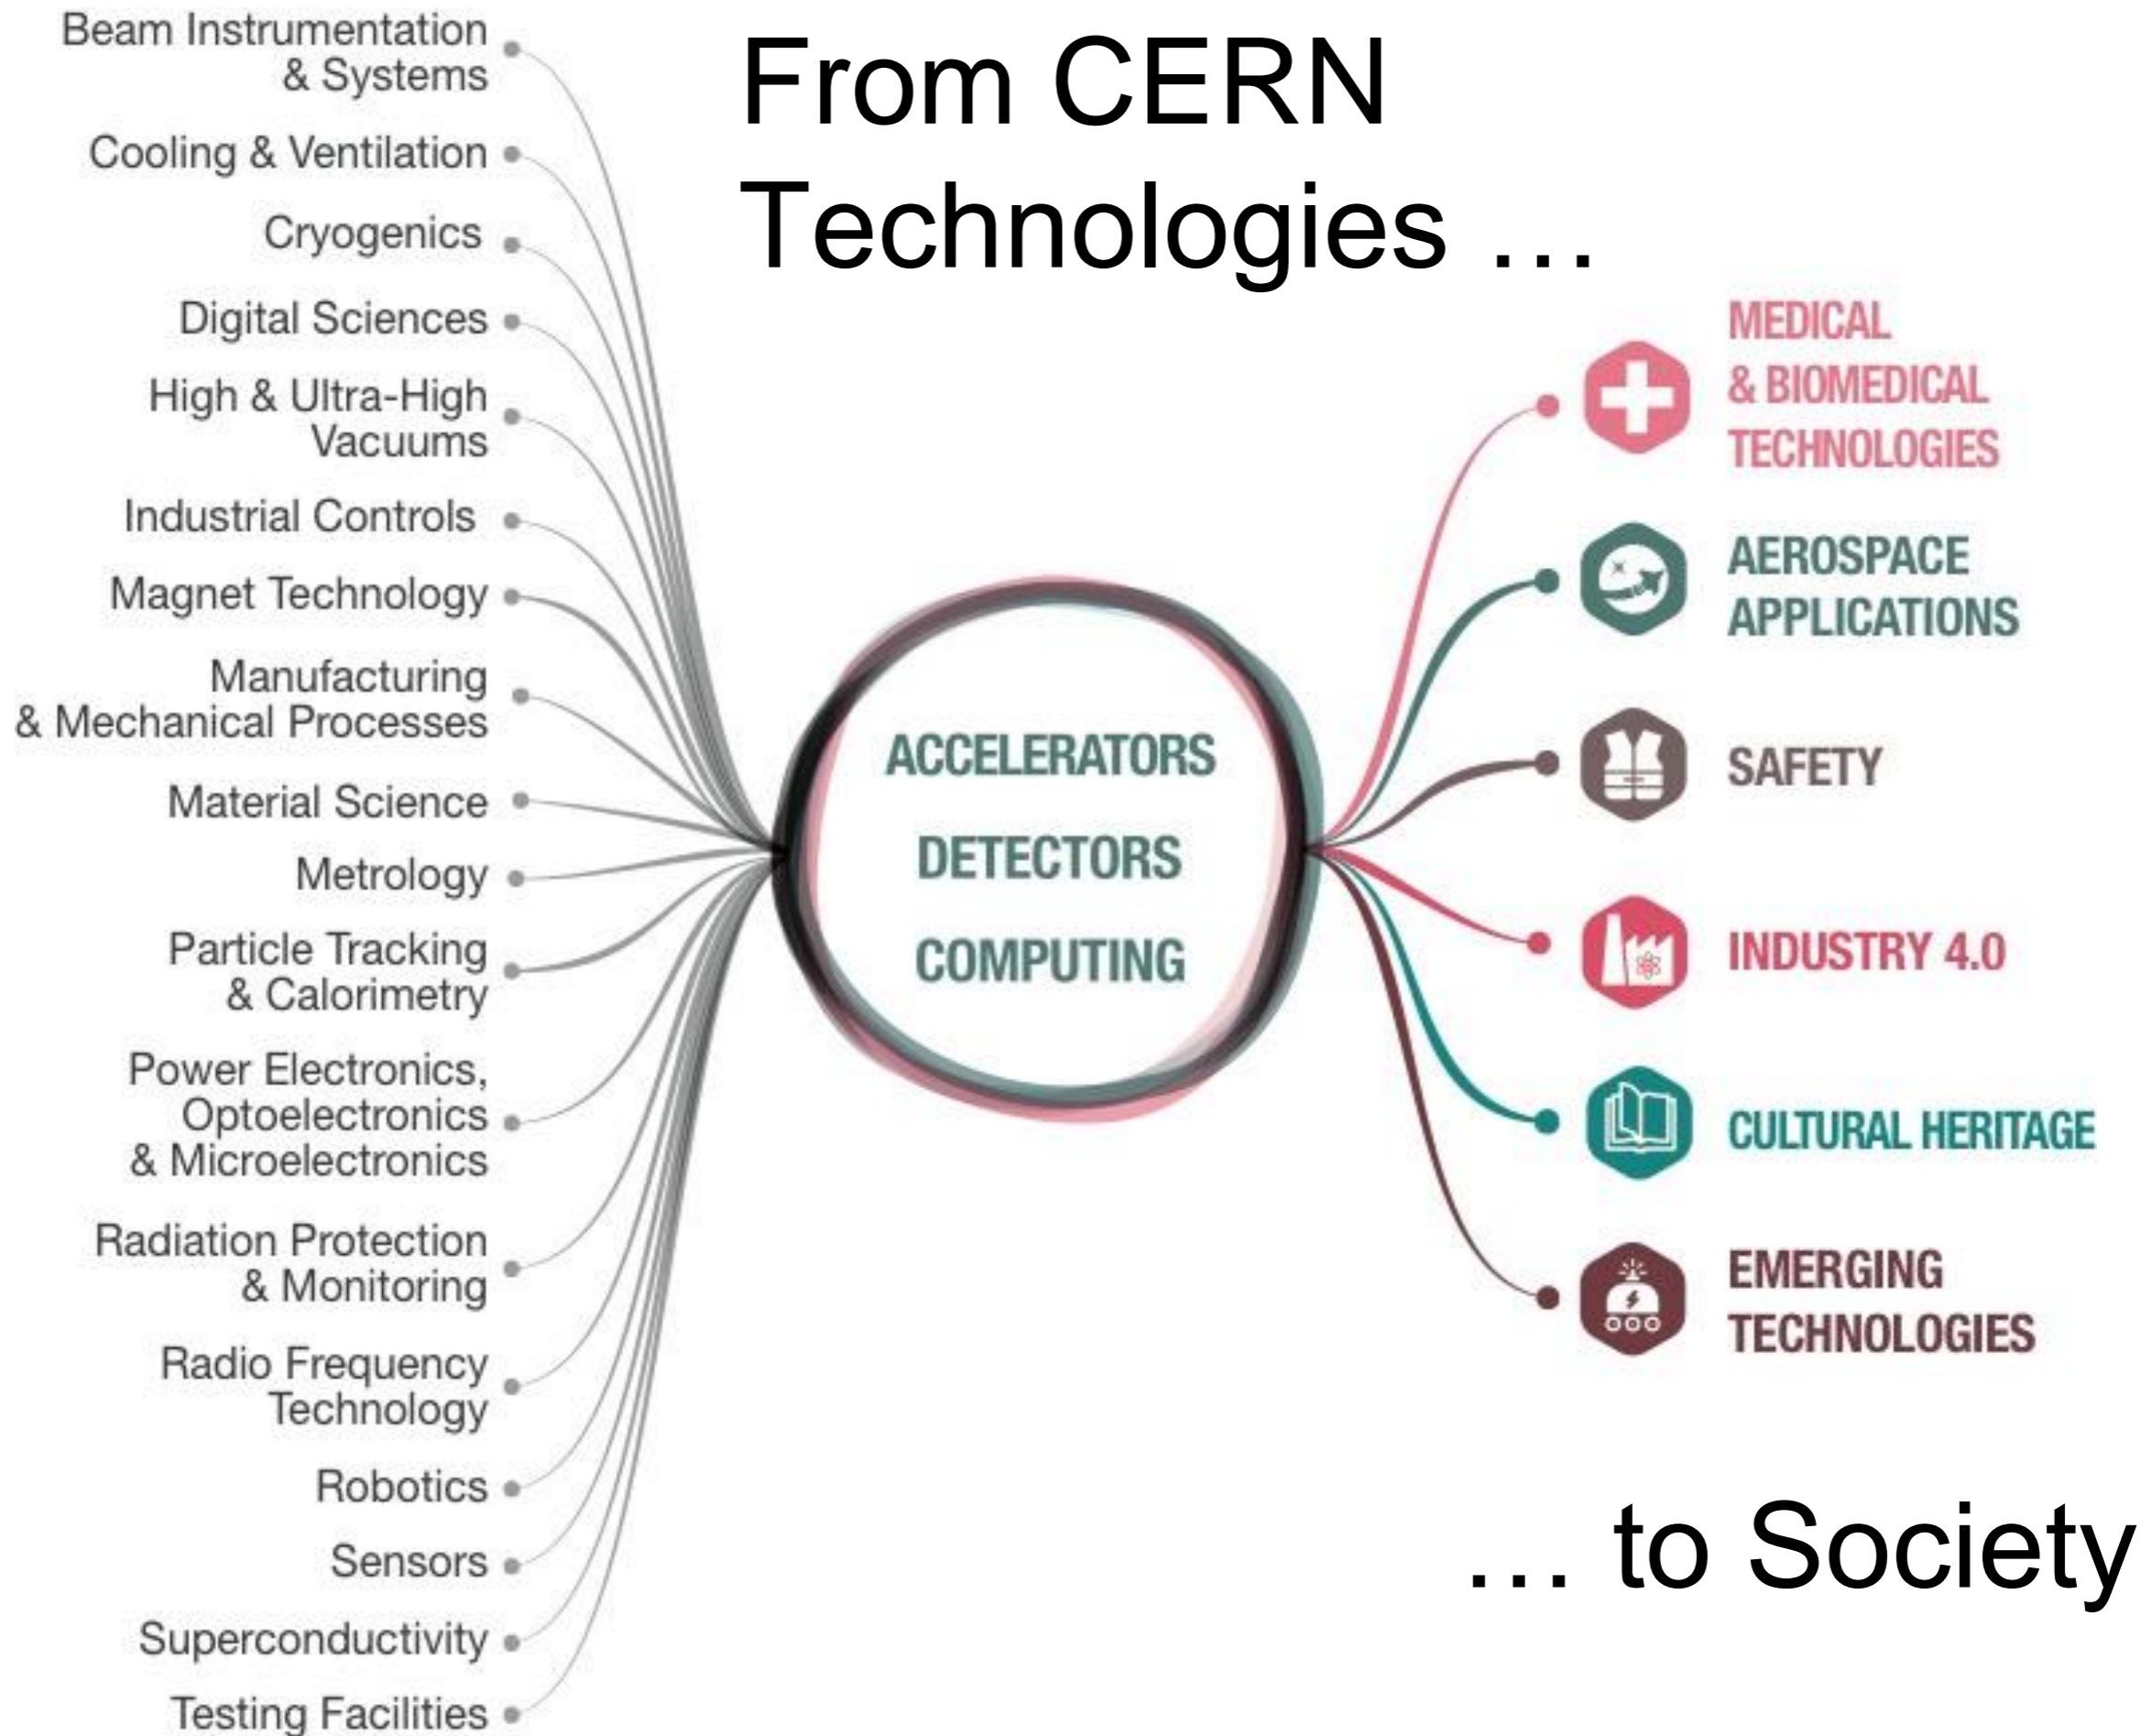 From CERN
Technologies …
Beam Instrumentation
& Systems
Cooling & Ventilation
Cryogenics
Digital Sciences
High & Ultra-High
Vacuums
Industrial Controls
Magnet Technology
Manufacturing
& Mechanical Processes
Material Science
Metrology
Particle Tracking
& Calorimetry
Power Electronics,
Optoelectronics
& Microelectronics
Radiation Protection
& Monitoring
Radio Frequency
Technology
Robotics
Sensors
Superconductivity
Testing Facilities
ACCELERATORS
DETECTORS
COMPUTING
MEDICAL
& BIOMEDICAL
TECHNOLOGIES
AEROSPACE
APPLICATIONS
SAFETY
INDUSTRY 4.0
CULTURAL HERITAGE
EMERGING
TECHNOLOGIES
… to Society